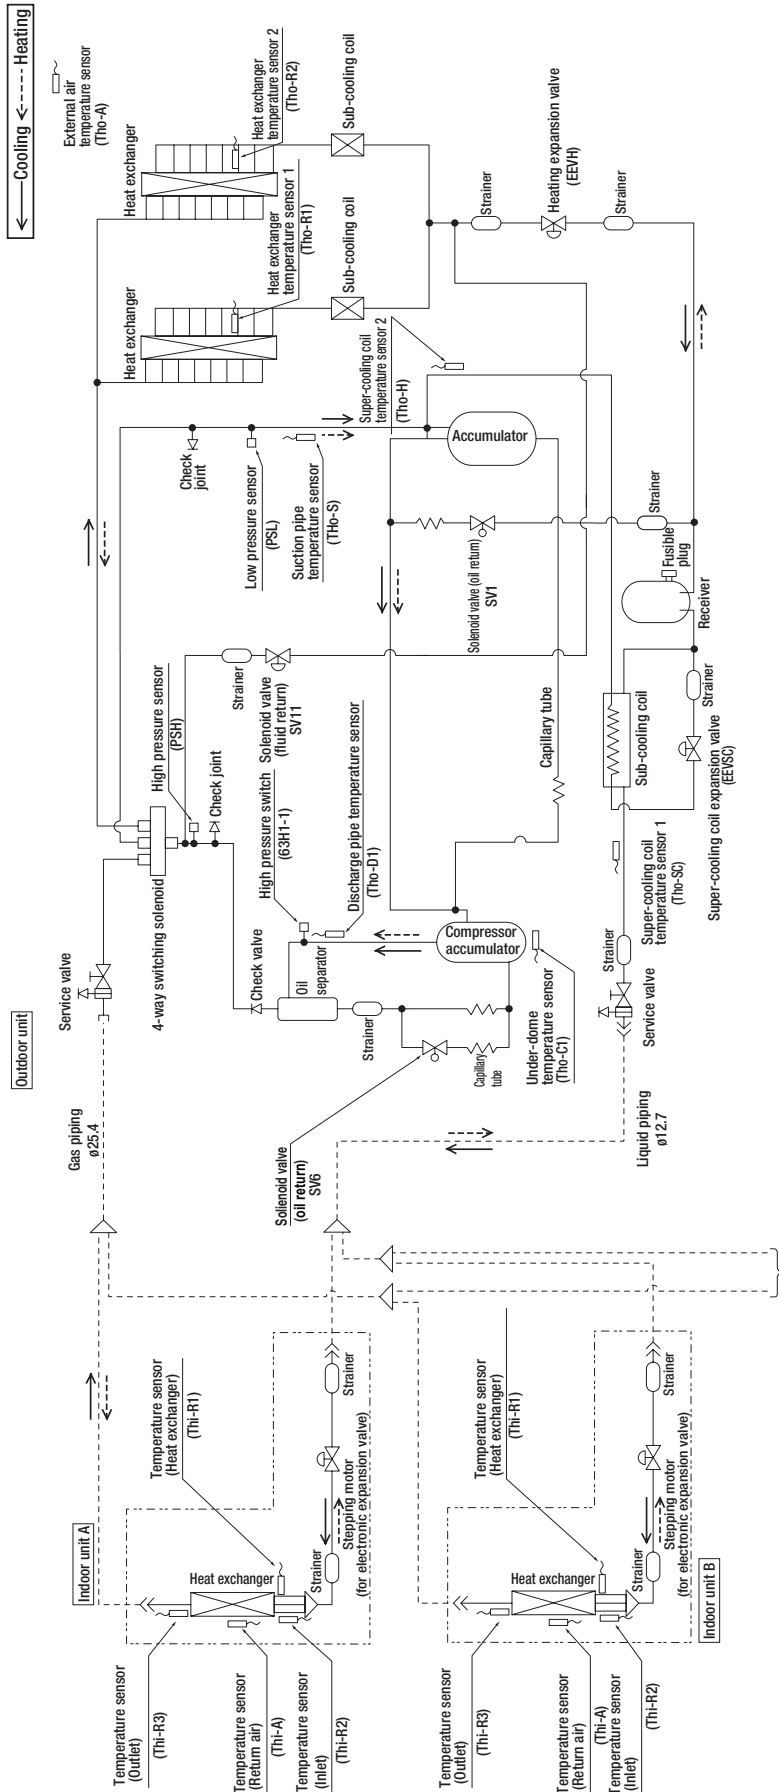 Cooling
Heating
External air
temperature sensor
(Tho-A)
Heat exchanger
Heat exchanger
temperature sensor 2
(Tho-R2)
Sub-cooling coil
Heat exchanger
Heat exchanger
temperature sensor 1
(Tho-R1)
Sub-cooling coil
Strainer
Heating expansion valve
(EEVH)
Strainer
Check
joint
Low pressure sensor
(PSL)
Suction pipe
temperature sensor
(THo-S)
Super-cooling coil
temperature sensor 2
(Tho-H)
Accumulator
Solenoid valve (oil return)
SV1
Strainer
Fusible
plug
Receiver
High pressure sensor
(PSH)
Strainer
Solenoid valve
(fluid return)
SV11
Check joint
4-way switching solenoid
High pressure switch
(63H1-1)
Discharge pipe temperature sensor
(Tho-D1)
Capillary tube
Sub-cooling coil
Strainer
Super-cooling coil expansion valve
(EEVSC)
Super-cooling coil
temperature sensor 1
(Tho-SC)
Outdoor unit
Service valve
Check valve
Oil
separator
Strainer
Compressor
accumulator
Under-dome
temperature sensor
(Tho-C1)
Capillary
tube
Strainer
Service valve
Gas piping
ø25.4
Solienoid valve
(oil return)
SV6
Liquid piping
ø12.7
Indoor unit A
Temperature sensor
(Heat exchanger)
(Thi-R1)
Strainer
Stepping motor
(for electronic expansion valve)
Strainer
Heat exchanger
Temperature sensor
(Outlet)
(Thi-R3)
Temperature sensor
(Return air)
(Thi-A)
Temperature sensor
(Inlet)
(Thi-R2)
Indoor unit B
Temperature sensor
(Heat exchanger)
(Thi-R1)
Strainer
Stepping motor
(for electronic expansion valve)
Strainer
Heat exchanger
Temperature sensor
(Outlet)
(Thi-R3)
Temperature sensor
(Return air)
(Thi-A)
Temperature sensor
(Inlet)
(Thi-R2)